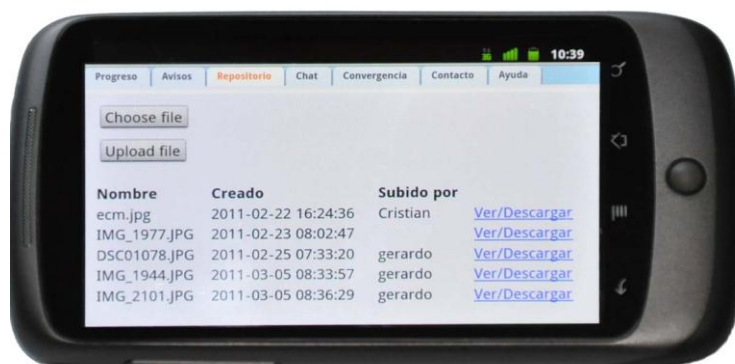 3G 10:39
Progreso Avisos Repositorio Chat Convergencia Contacto Ayuda
Choose file
Upload file
Nombre Creado Subido por
ecm.jpg 2011-02-22 16:24:36 Cristian Ver/Descargar
IMG_1977.JPG 2011-02-23 08:02:47 Ver/Descargar
DSC01078.JPG 2011-02-25 07:33:20 gerardo Ver/Descargar
IMG_1944.JPG 2011-03-05 08:33:57 gerardo Ver/Descargar
IMG_2101.JPG 2011-03-05 08:36:29 gerardo Ver/Descargar